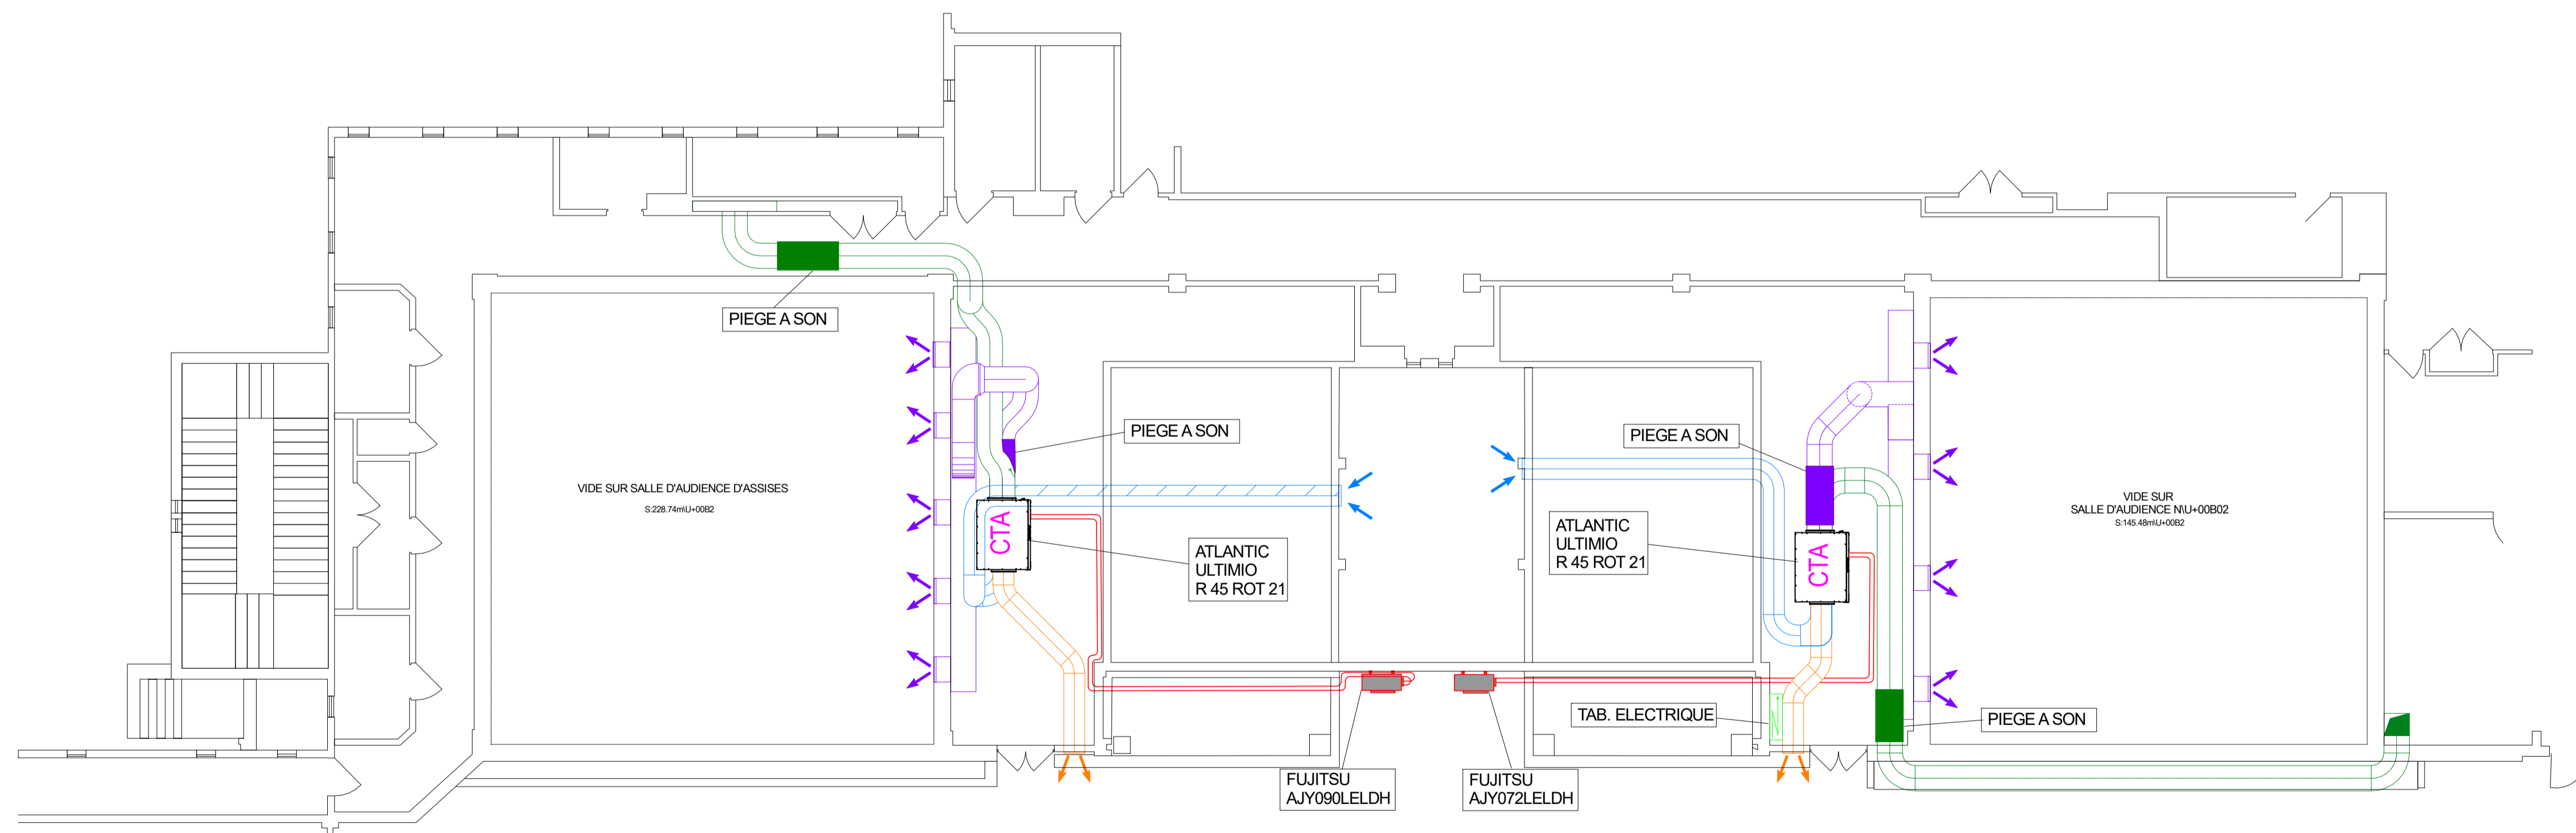 PIEGE A SON
PIEGE A SON
PIEGE A SON
VIDE SUR SALLE D'AUDIENCE D'ASSISES
S:228.74m\U+00B2
VIDE SUR
SALLE D'AUDIENCE N\U+00B02
S:145.48m\U+00B2
CTA
CTA
ATLANTIC
ULTIMIO
R 45 ROT 21
ATLANTIC
ULTIMIO
R 45 ROT 21
TAB. ELECTRIQUE
PIEGE A SON
FUJITSU
AJY090LELDH
FUJITSU
AJY072LELDH